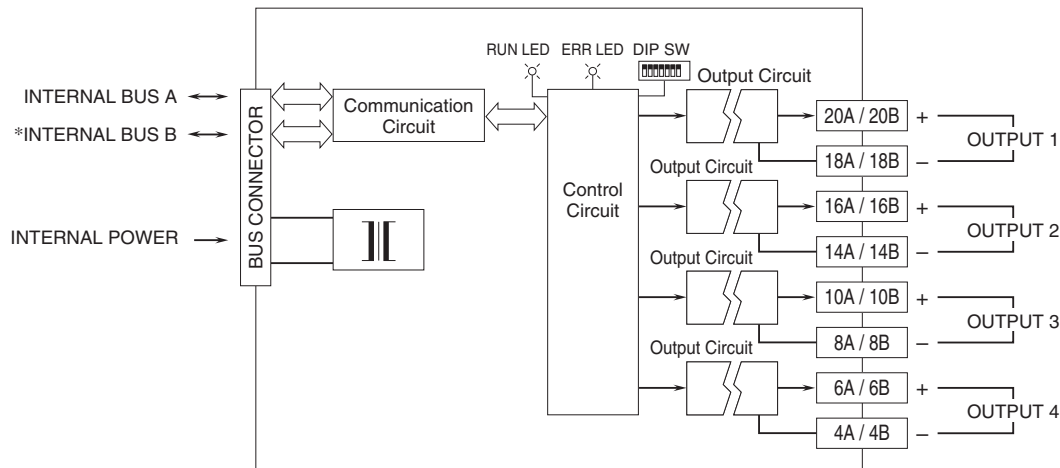 RUN LED
ERR LED
DIP SW
INTERNAL BUS A
*INTERNAL BUS B
INTERNAL POWER
BUS CONNECTOR
Communication
Circuit
Control
Circuit
Output Circuit
20A / 20B +
18A / 18B –
OUTPUT 1
Output Circuit
16A / 16B +
14A / 14B –
OUTPUT 2
Output Circuit
10A / 10B +
8A / 8B –
OUTPUT 3
Output Circuit
6A / 6B +
4A / 4B –
OUTPUT 4